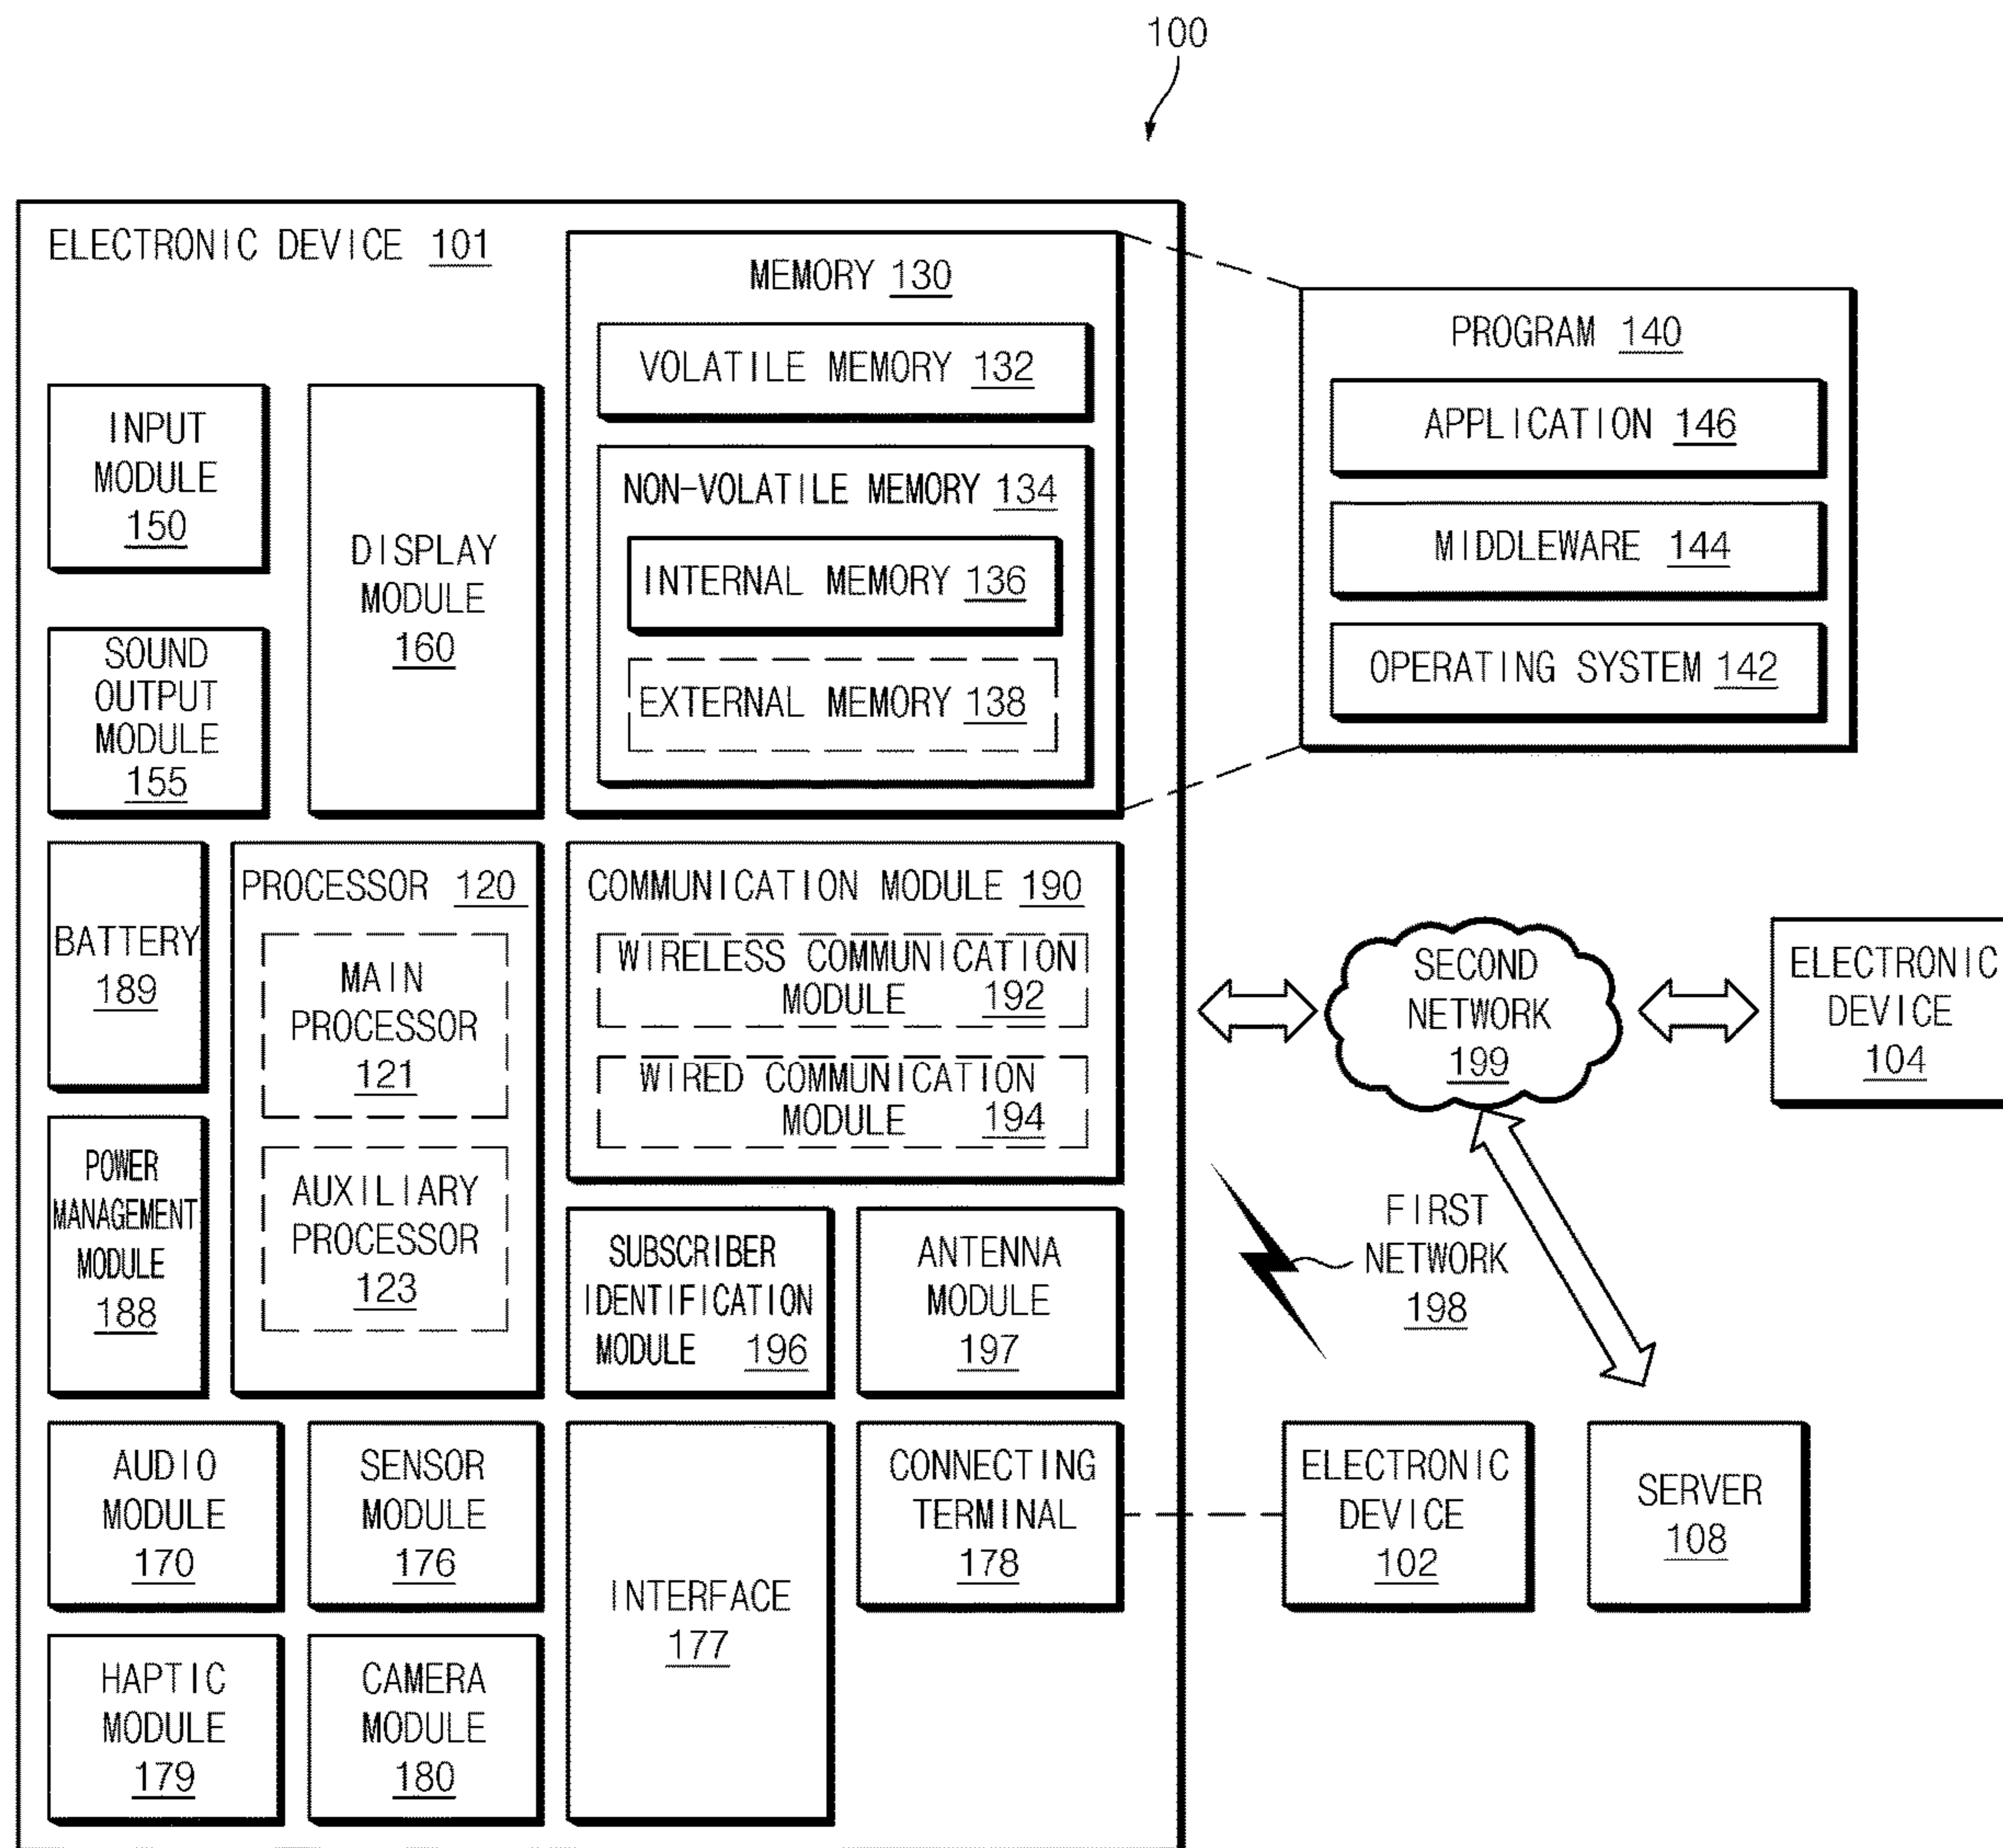 100
ELECTRONIC DEVICE 101
MEMORY 130
VOLATILE MEMORY 132
NON-VOLATILE MEMORY 134
INTERNAL MEMORY 136
EXTERNAL MEMORY 138
PROGRAM 140
APPLICATION 146
MIDDLEWARE 144
OPERATING SYSTEM 142
INPUT
MODULE
150
SOUND
OUTPUT
MODULE
155
DISPLAY
MODULE
160
BATTERY
189
POWER
MANAGEMENT
MODULE
188
PROCESSOR 120
MAIN
PROCESSOR
121
AUXILIARY
PROCESSOR
123
COMMUNICATION MODULE 190
WIRELESS COMMUNICATION
MODULE 192
WIRED COMMUNICATION
MODULE 194
SUBSCRIBER
IDENTIFICATION
MODULE 196
ANTENNA
MODULE
197
SECOND
NETWORK
199
ELECTRONIC
DEVICE
104
FIRST
NETWORK
198
AUDIO
MODULE
170
SENSOR
MODULE
176
INTERFACE
177
CONNECTING
TERMINAL
178
ELECTRONIC
DEVICE
102
SERVER
108
HAPTIC
MODULE
179
CAMERA
MODULE
180